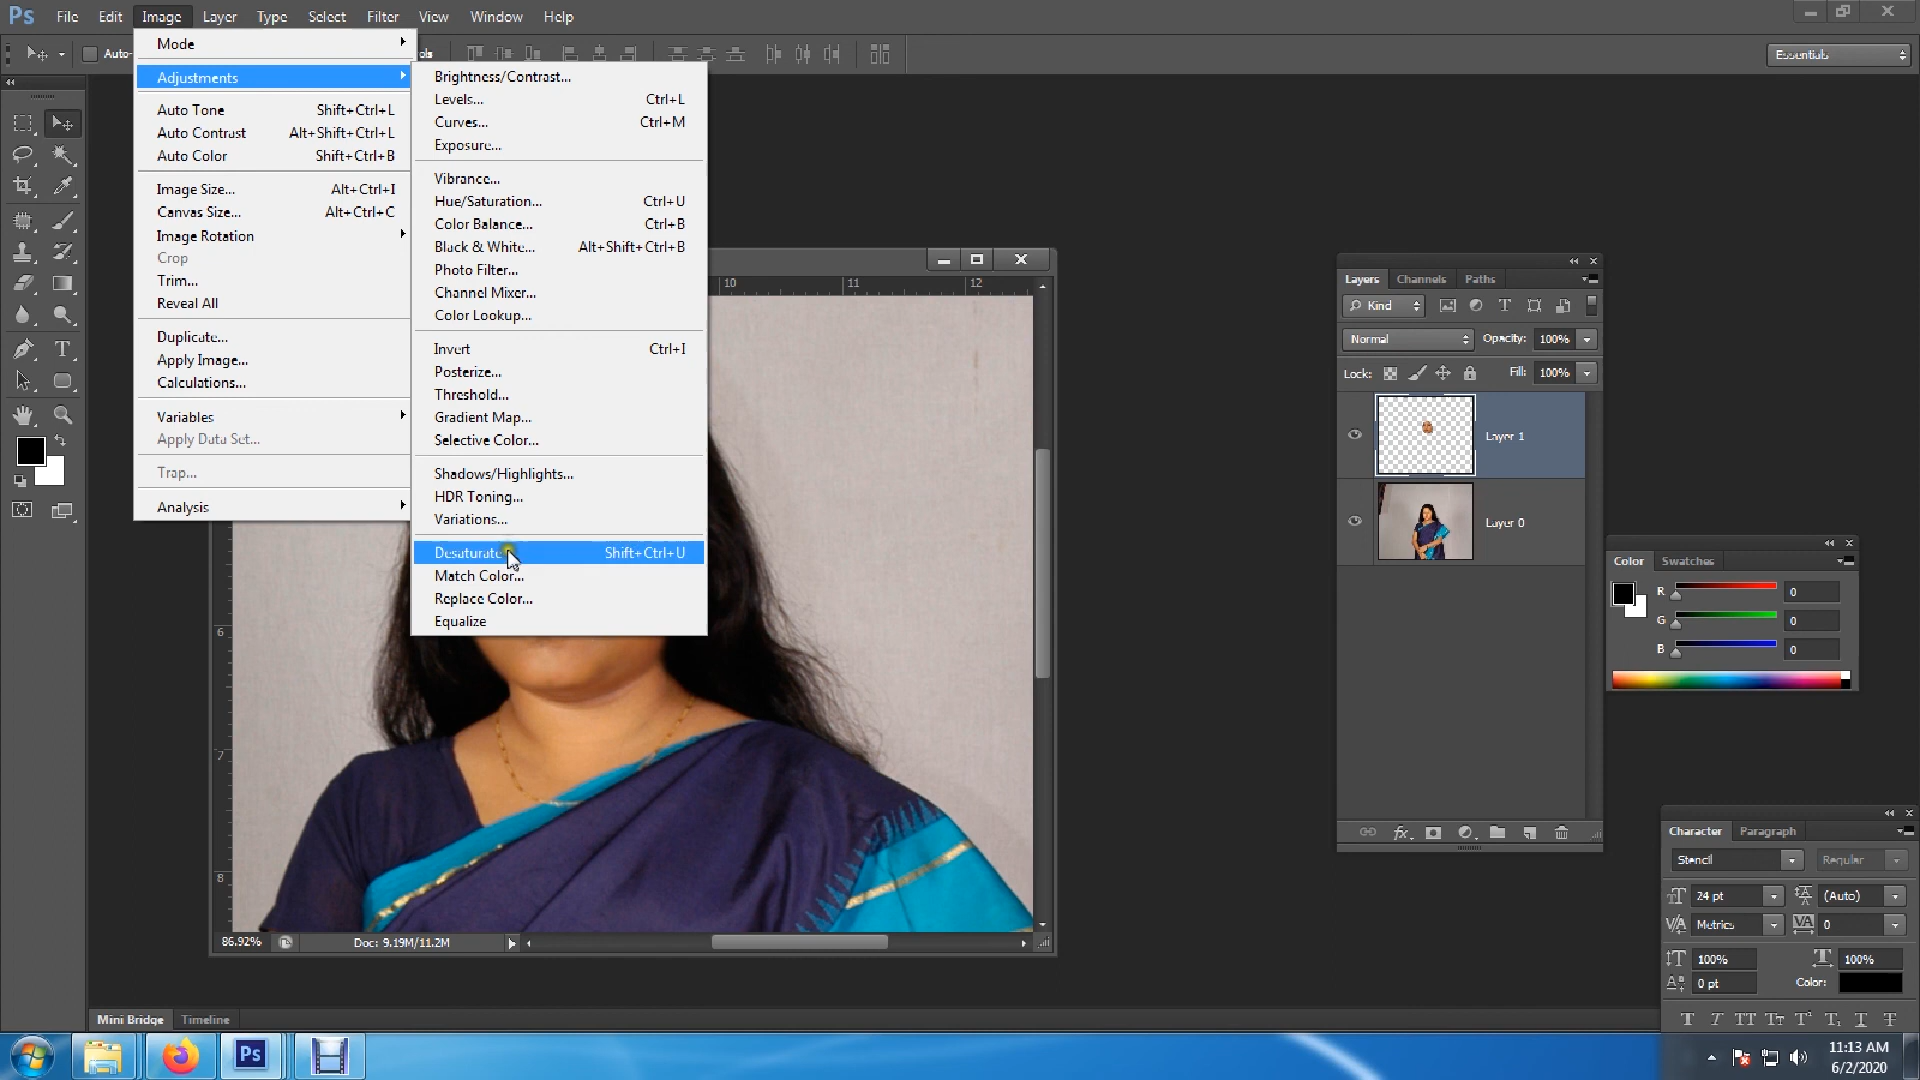 Ps File Edit Image Layer Type Select Filter View Window Help
Auto- ols Essentials
Mode
Adjustments
Auto Tone Shift+Ctrl+L
Auto Contrast Alt+Shift+Ctrl+L
Auto Color Shift+Ctrl+B
Image Size... Alt+Ctrl+I
Canvas Size... Alt+Ctrl+C
Image Rotation
Crop
Trim...
Reveal All
Duplicate...
Apply Image...
Calculations...
Variables
Apply Data Set...
Trap...
Analysis
Brightness/Contrast...
Levels... Ctrl+L
Curves... Ctrl+M
Exposure...
Vibrance...
Hue/Saturation... Ctrl+U
Color Balance... Ctrl+B
Black & White... Alt+Shift+Ctrl+B
Photo Filter...
Channel Mixer...
Color Lookup...
Invert Ctrl+I
Posterize...
Threshold...
Gradient Map...
Selective Color...
Shadows/Highlights...
HDR Toning...
Variations...
Desaturate Shift+Ctrl+U
Match Color...
Replace Color...
Equalize
10 11 12
6
7
8
86.92% Doc: 9.19M/11.2M
Layers Channels Paths
Kind
Normal Opacity: 100%
Lock: Fill: 100%
Layer 1
Layer 0
fx
Color Swatches
R 0
G 0
B 0
Character Paragraph
Stencil Regular
24 pt (Auto)
Metrics 0
100% 100%
0 pt Color:
T T TT Tt T¹ T₁ T T
Mini Bridge Timeline
Ps
11:13 AM
6/2/2020